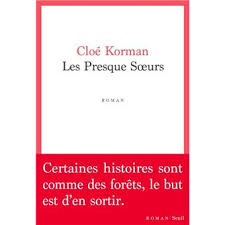 Cloé Korman
Les Presque Sœurs
ROMAN
Certaines histoires sont
comme des forêts, le but
est d'en sortir.
ROMAN Seuil